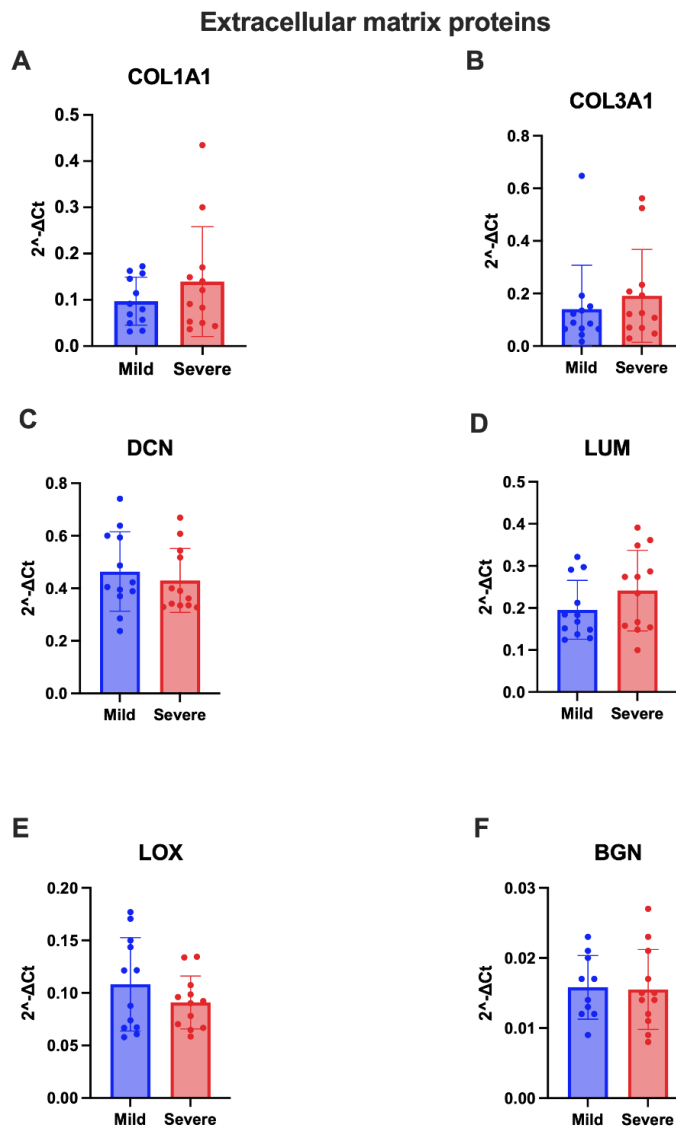 Extracellular matrix proteins
A
COL1A1
2^-ΔCt
0.5
0.4
0.3
0.2
0.1
0.0
Mild Severe
B
COL3A1
2^-ΔCt
0.8
0.6
0.4
0.2
0.0
Mild Severe
C
DCN
2^-ΔCt
0.8
0.6
0.4
0.2
0.0
Mild Severe
D
LUM
2^-ΔCt
0.5
0.4
0.3
0.2
0.1
0.0
Mild Severe
E
LOX
2^-ΔCt
0.20
0.15
0.10
0.05
0.00
Mild Severe
F
BGN
2^-ΔCt
0.03
0.02
0.01
0.00
Mild Severe